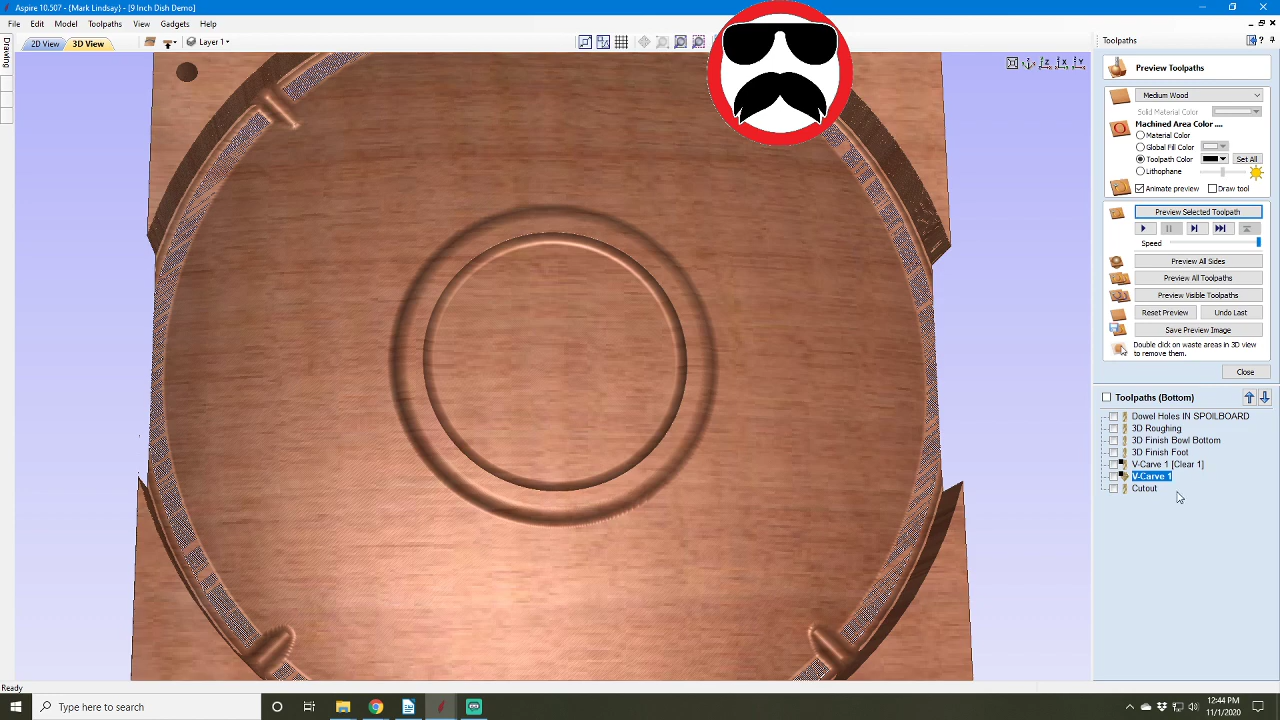 Aspire 10.507 - {Mark Lindsay} - [9 Inch Dish Demo]
File Edit Model Toolpaths View Gadgets Help
2D View 3D View Layer 1
Toolpaths
Preview Toolpaths
Medium Wood
Solid Material Color
Machined Area Color ....
Material Color
Global Fill Color
Toolpath Color Set All
Lithophane
Animate preview Draw tool
Preview Selected Toolpath
Speed
Preview All Sides
Preview All Toolpaths
Preview Visible Toolpaths
Reset Preview Undo Last
Save Preview Image
Double click on waste areas in 3D view
to remove them.
Close
Toolpaths (Bottom)
Dowel Holes IN SPOILBOARD
3D Roughing
3D Finish Bowl Bottom
3D Finish Foot
V-Carve 1 [Clear 1]
V-Carve 1
Cutout
Ready
Type here to search
12:44 PM
11/1/2020